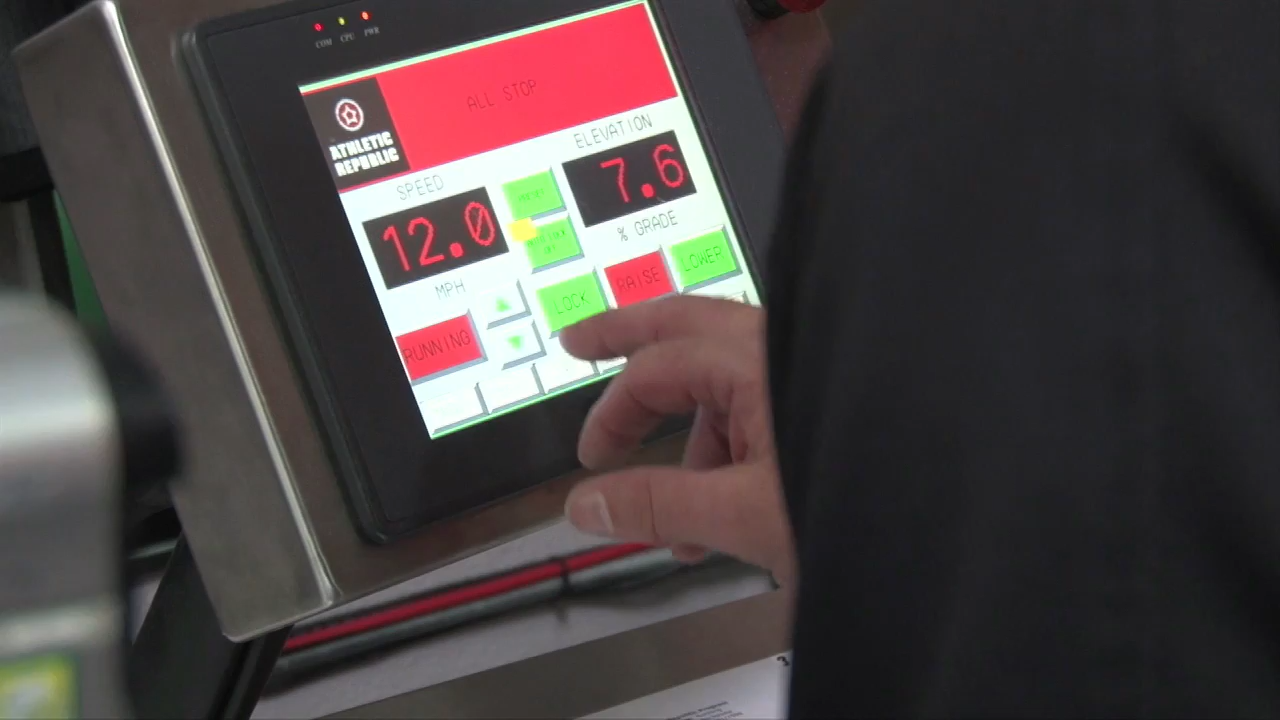 COM CPU PWR
ALL STOP
ATHLETIC
REPUBLIC
SPEED
ELEVATION
12.0
7.6
MPH
% GRADE
RUNNING
LOCK
RAISE
LOWER